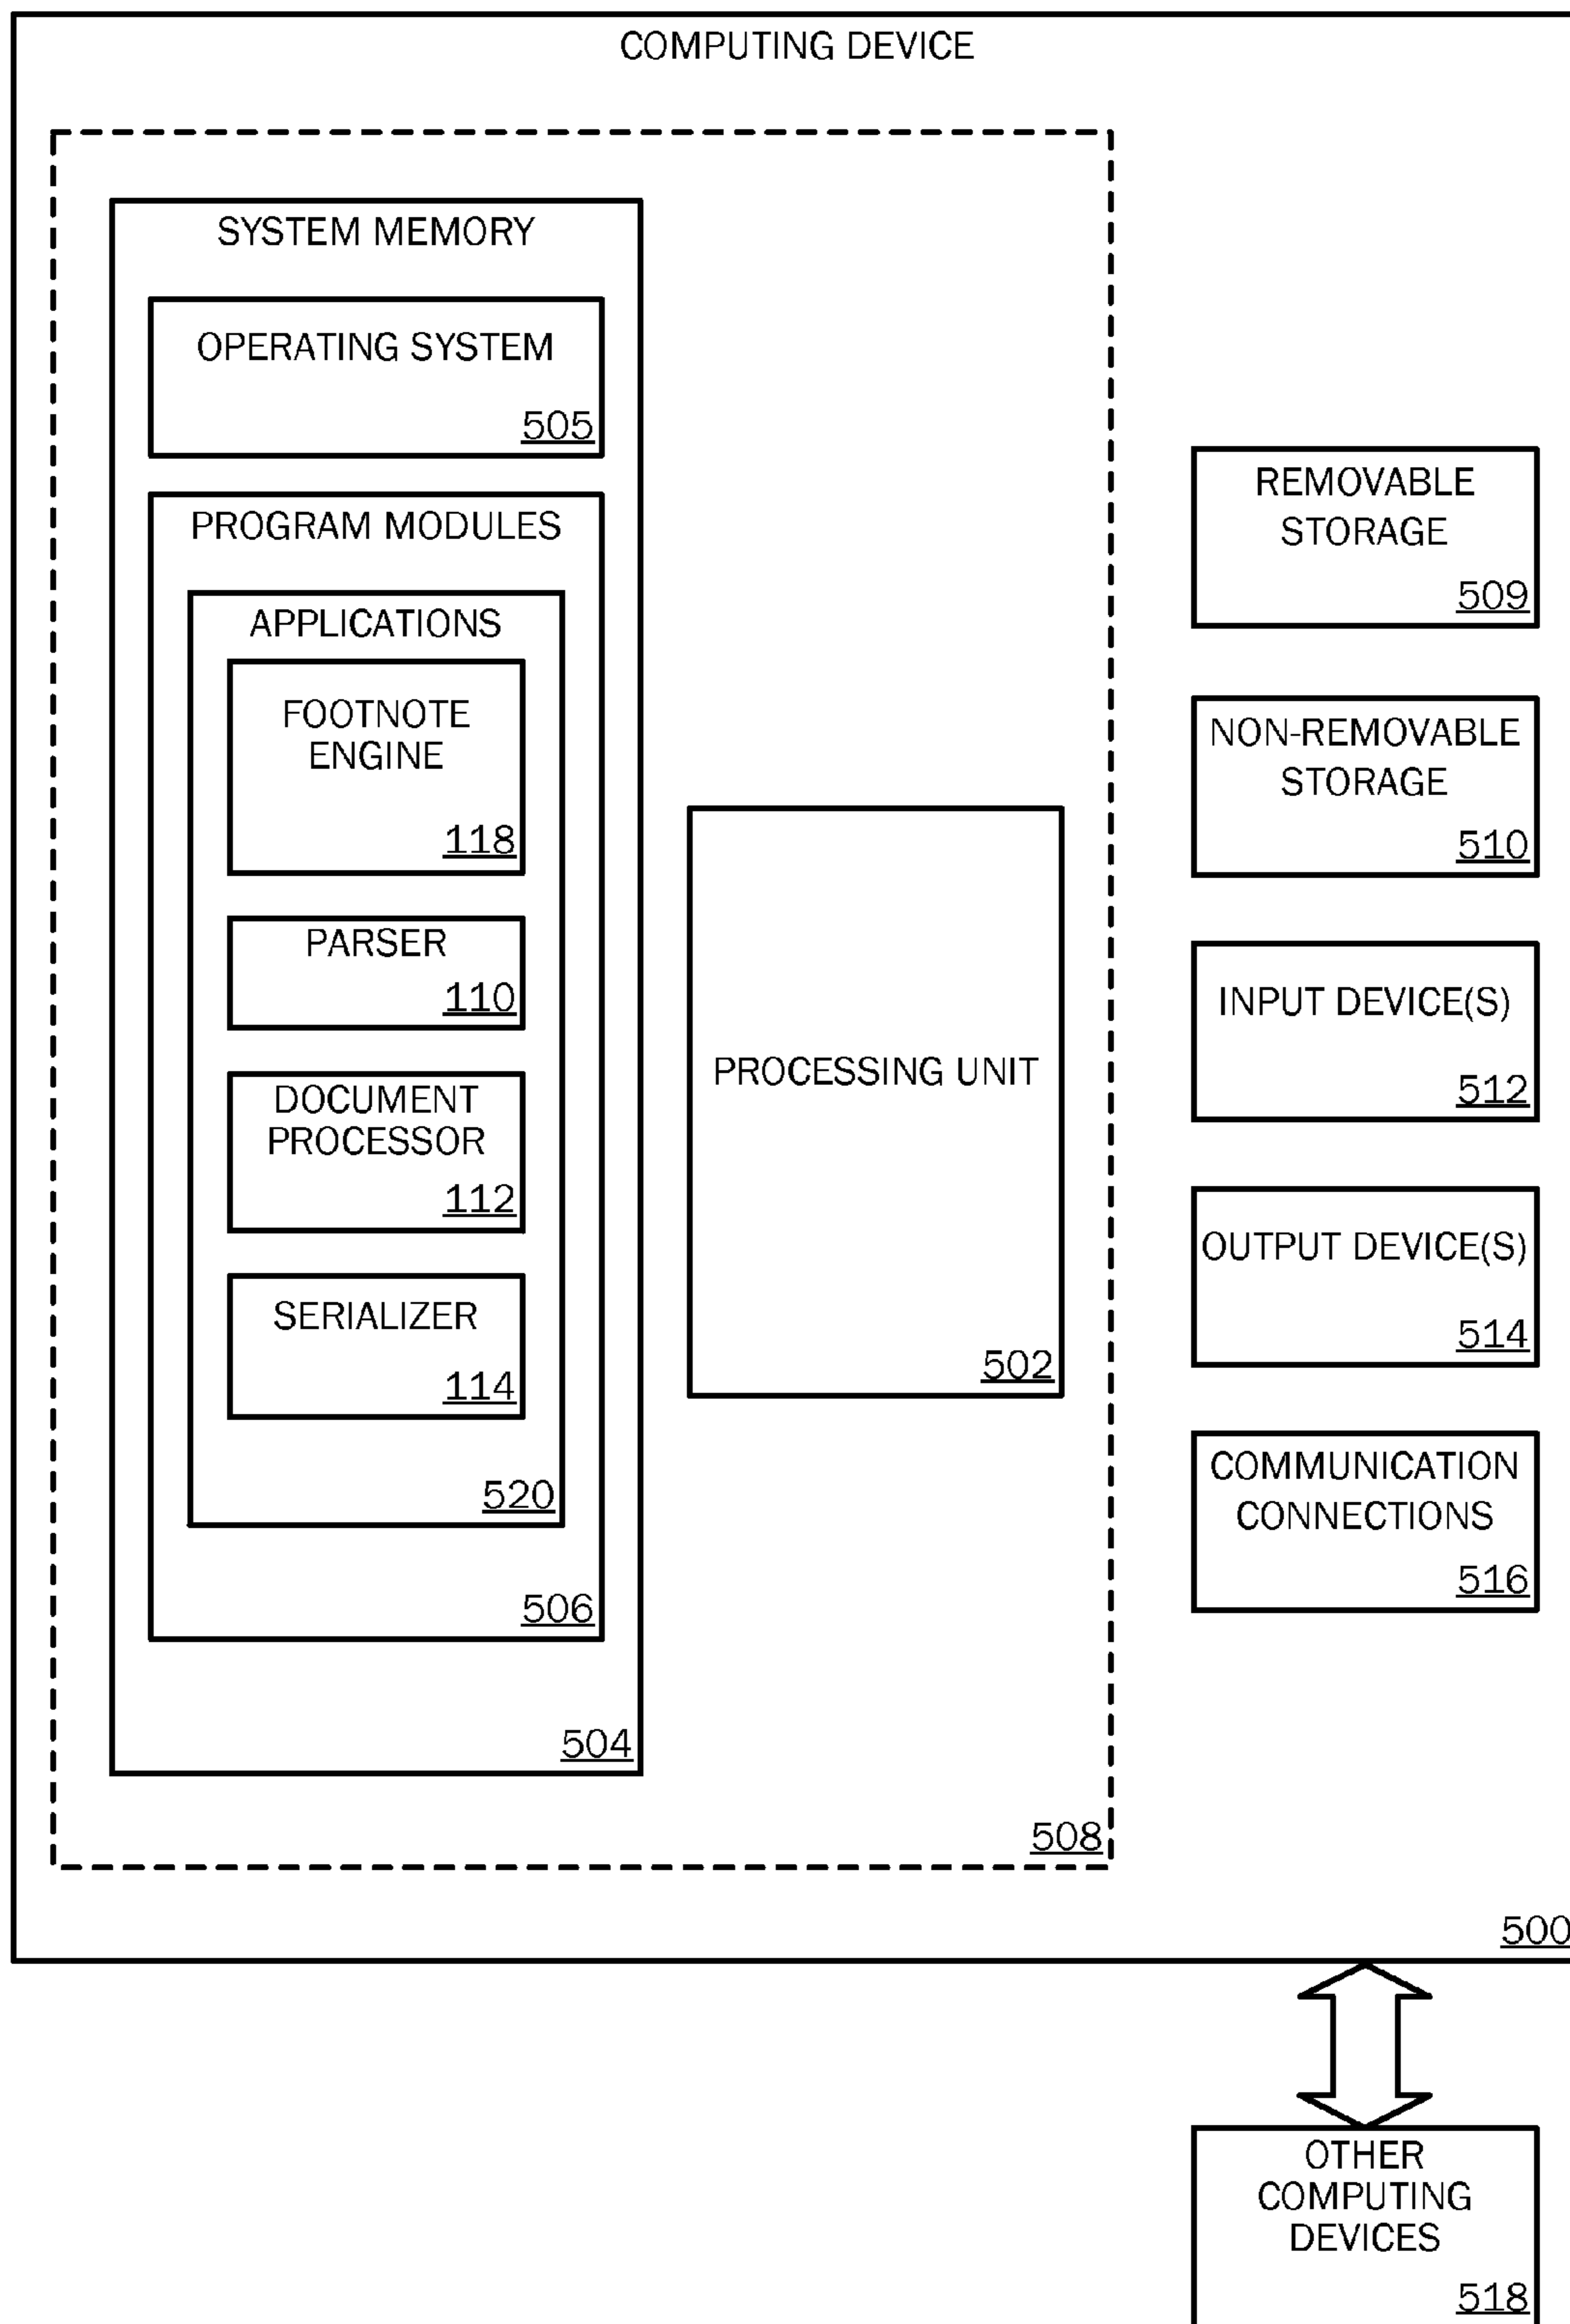 COMPUTING DEVICE
SYSTEM MEMORY
OPERATING SYSTEM
505
PROGRAM MODULES
APPLICATIONS
FOOTNOTE
ENGINE
118
PARSER
110
DOCUMENT
PROCESSOR
112
SERIALIZER
114
520
506
504
PROCESSING UNIT
502
508
REMOVABLE
STORAGE
509
NON-REMOVABLE
STORAGE
510
INPUT DEVICE(S)
512
OUTPUT DEVICE(S)
514
COMMUNICATION
CONNECTIONS
516
500
OTHER
COMPUTING
DEVICES
518